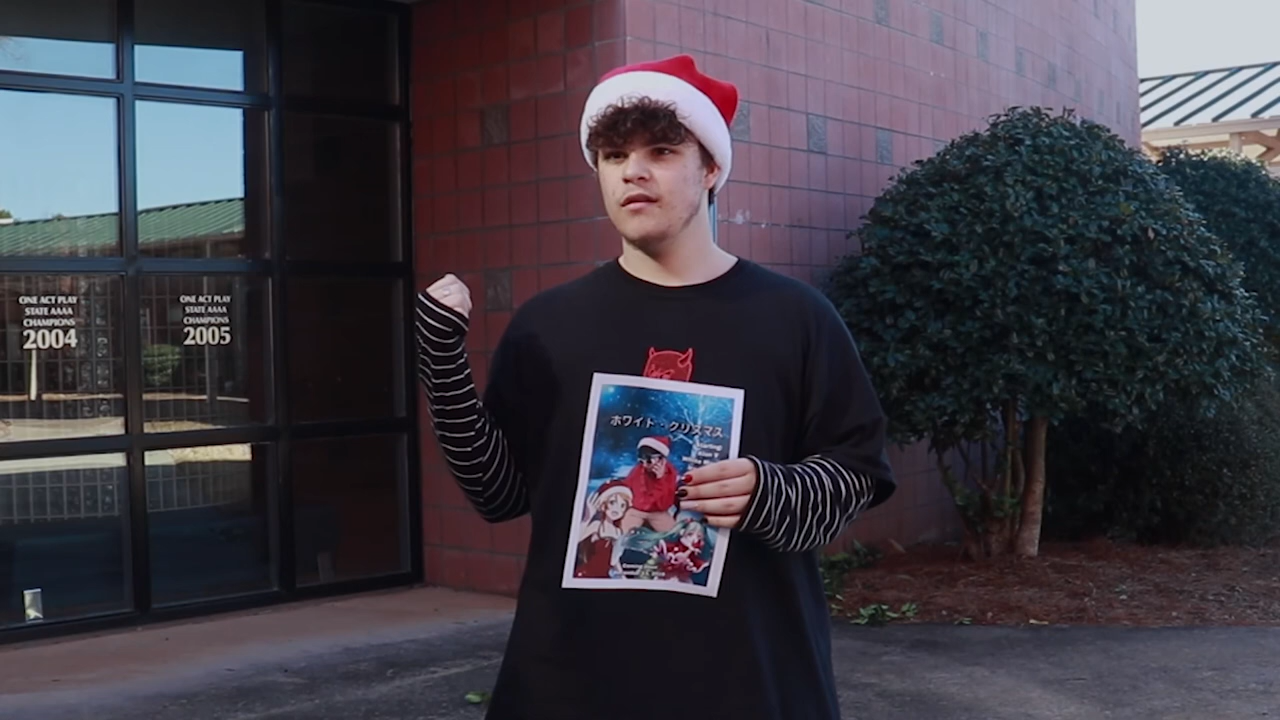 ONE ACT PLAY
STATE AAAA
CHAMPIONS
2004
ONE ACT PLAY
STATE AAAA
CHAMPIONS
2005
ホワイト・クリスマス
Starring